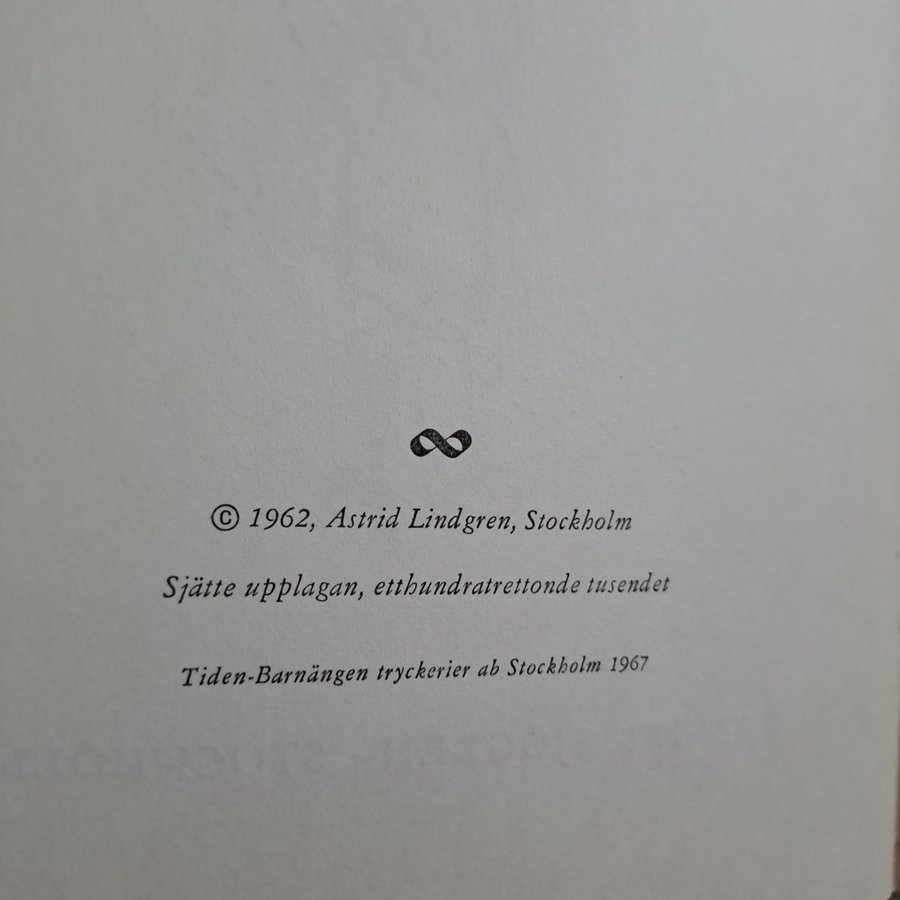 © 1962, Astrid Lindgren, Stockholm
Sjätte upplagan, etthundratrettonde tusendet
Tiden-Barnängen tryckerier ab Stockholm 1967